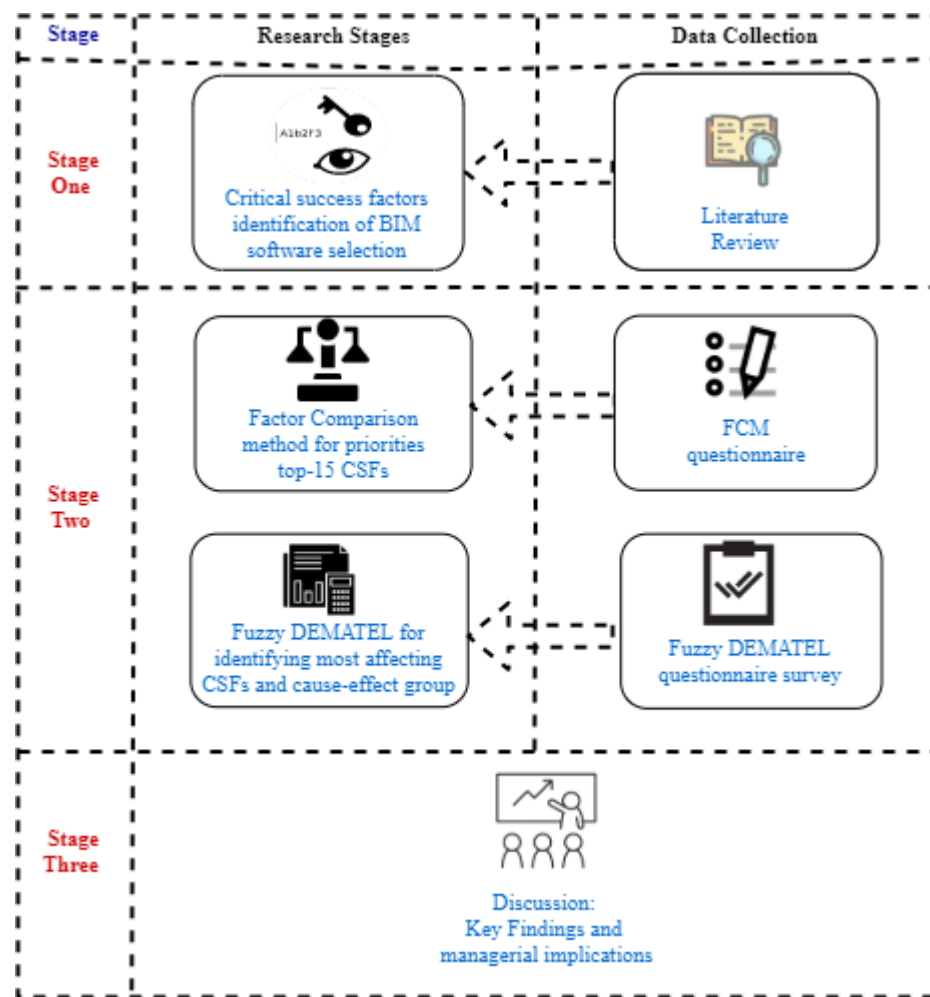 Stage
Research Stages
Data Collection
Stage
One
A1b2F3
Critical success factors
identification of BIM
software selection
Literature
Review
Stage
Two
Factor Comparison
method for priorities
top-15 CSFs
FCM
questionnaire
Fuzzy DEMATEL for
identifying most affecting
CSFs and cause-effect group
Fuzzy DEMATEL
questionnaire survey
Stage
Three
Discussion:
Key Findings and
managerial implications